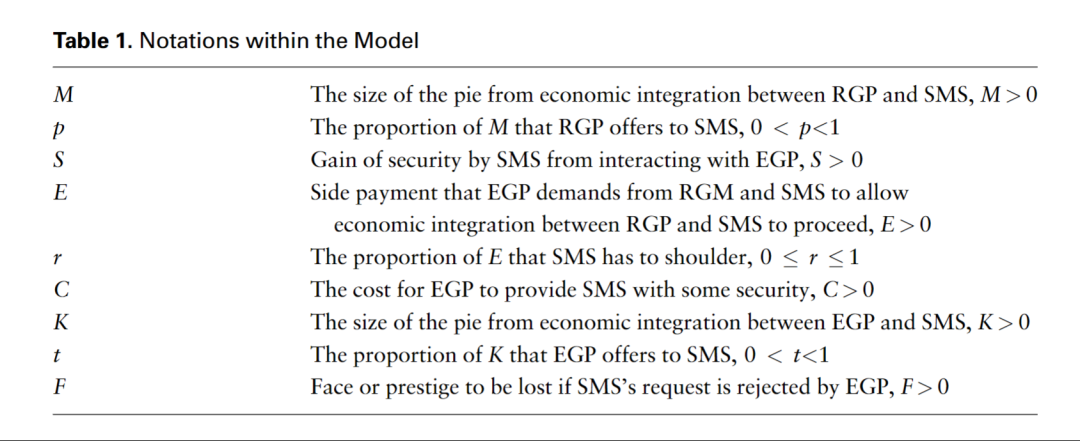 Table 1. Notations within the Model
M The size of the pie from economic integration between RGP and SMS, M > 0
p The proportion of M that RGP offers to SMS, 0 < p<1
S Gain of security by SMS from interacting with EGP, S > 0
E Side payment that EGP demands from RGM and SMS to allow
economic integration between RGP and SMS to proceed, E > 0
r The proportion of E that SMS has to shoulder, 0 ≤ r ≤1
C The cost for EGP to provide SMS with some security, C > 0
K The size of the pie from economic integration between EGP and SMS, K > 0
t The proportion of K that EGP offers to SMS, 0 < t<1
F Face or prestige to be lost if SMS's request is rejected by EGP, F > 0